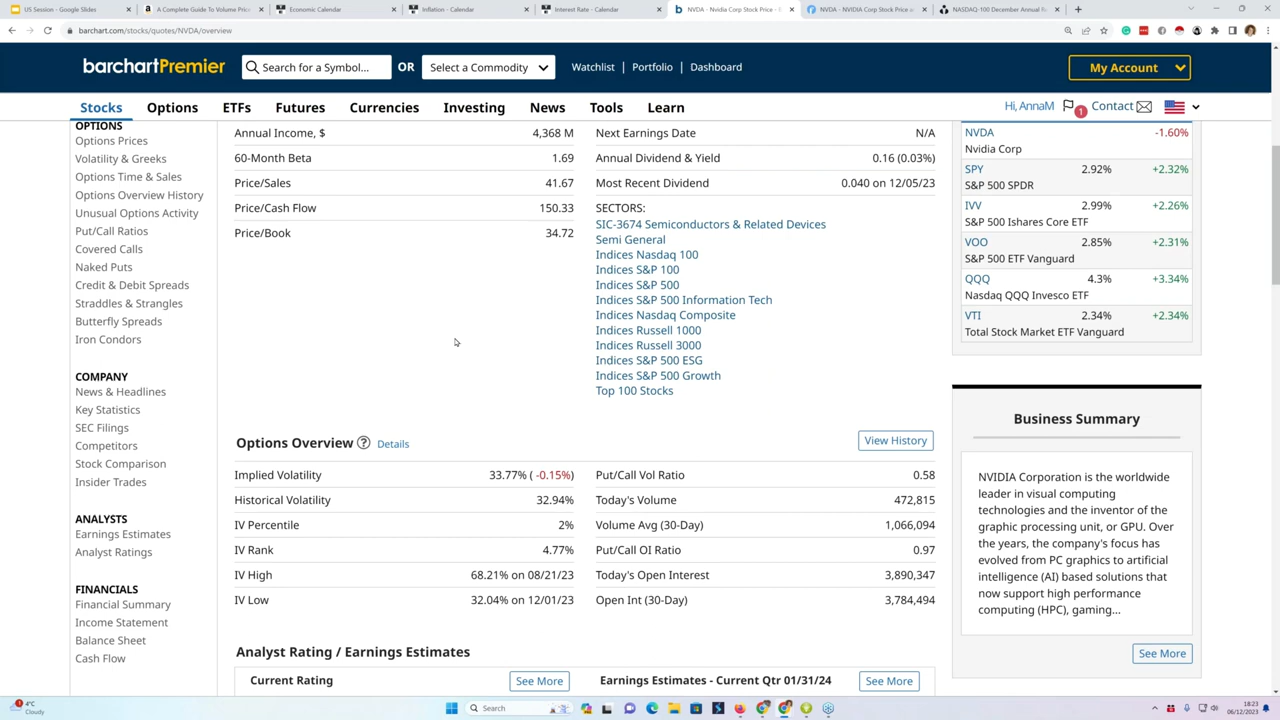 US Session - Google Slides
A Complete Guide To Volume Pric
Economic Calendar
Inflation - Calendar
Interest Rate - Calendar
NVDA - Nvidia Corp Stock Price - B
NVDA - NVIDIA Corp Stock Price a
NASDAQ-100 December Annual R
barchart.com/stocks/quotes/NVDA/overview
barchartPremier
Search for a Symbol...
OR
Select a Commodity
Watchlist
Portfolio
Dashboard
My Account
Stocks
Options
ETFs
Futures
Currencies
Investing
News
Tools
Learn
Hi, AnnaM
1
Contact
OPTIONS
Options Prices
Volatility & Greeks
Options Time & Sales
Options Overview History
Unusual Options Activity
Put/Call Ratios
Covered Calls
Naked Puts
Credit & Debit Spreads
Straddles & Strangles
Butterfly Spreads
Iron Condors
COMPANY
News & Headlines
Key Statistics
SEC Filings
Competitors
Stock Comparison
Insider Trades
ANALYSTS
Earnings Estimates
Analyst Ratings
FINANCIALS
Financial Summary
Income Statement
Balance Sheet
Cash Flow
Annual Income, $ 4,368 M
60-Month Beta 1.69
Price/Sales 41.67
Price/Cash Flow 150.33
Price/Book 34.72
Next Earnings Date N/A
Annual Dividend & Yield 0.16 (0.03%)
Most Recent Dividend 0.040 on 12/05/23
SECTORS:
SIC-3674 Semiconductors & Related Devices
Semi General
Indices Nasdaq 100
Indices S&P 100
Indices S&P 500
Indices S&P 500 Information Tech
Indices Nasdaq Composite
Indices Russell 1000
Indices Russell 3000
Indices S&P 500 ESG
Indices S&P 500 Growth
Top 100 Stocks
Options Overview ? Details
View History
Implied Volatility 33.77% ( -0.15%)
Historical Volatility 32.94%
IV Percentile 2%
IV Rank 4.77%
IV High 68.21% on 08/21/23
IV Low 32.04% on 12/01/23
Put/Call Vol Ratio 0.58
Today's Volume 472,815
Volume Avg (30-Day) 1,066,094
Put/Call OI Ratio 0.97
Today's Open Interest 3,890,347
Open Int (30-Day) 3,784,494
Analyst Rating / Earnings Estimates
Current Rating
See More
Earnings Estimates - Current Qtr 01/31/24
See More
NVDA -1.60%
Nvidia Corp
SPY 2.92% +2.32%
S&P 500 SPDR
IVV 2.99% +2.26%
S&P 500 Ishares Core ETF
VOO 2.85% +2.31%
S&P 500 ETF Vanguard
QQQ 4.3% +3.34%
Nasdaq QQQ Invesco ETF
VTI 2.34% +2.34%
Total Stock Market ETF Vanguard
Business Summary
NVIDIA Corporation is the worldwide
leader in visual computing
technologies and the inventor of the
graphic processing unit, or GPU. Over
the years, the company's focus has
evolved from PC graphics to artificial
intelligence (AI) based solutions that
now support high performance
computing (HPC), gaming...
See More
4°C
Cloudy
Search
18:23
06/12/2023